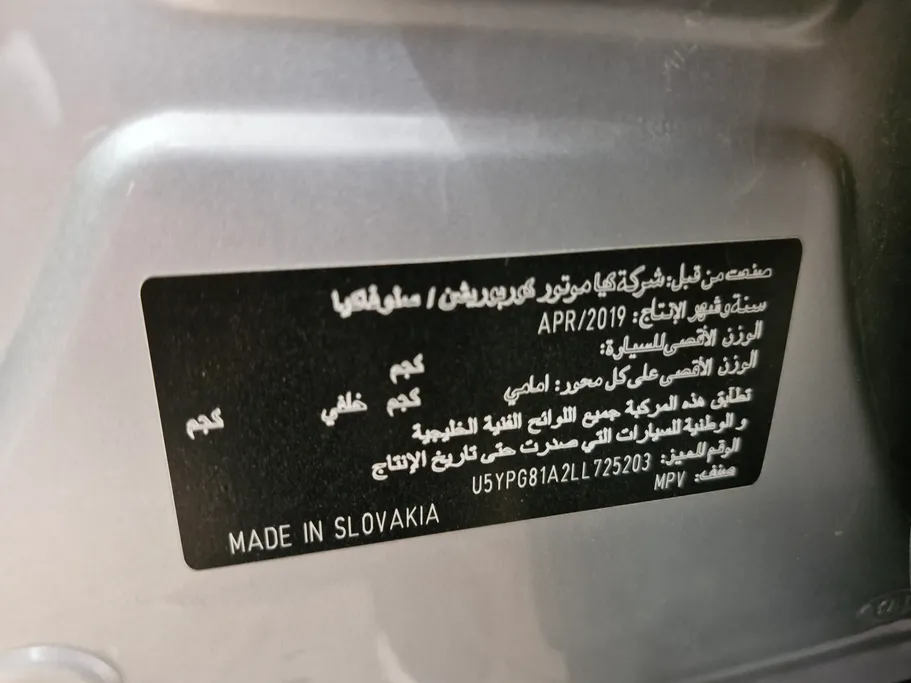 صنعت من قبل: شركة كيا موتور كوربوريشن / سلوفاكيا
سنة وشهر الإنتاج: APR/2019
الوزن الأقصى للسيارة: كجم
الوزن الأقصى على كل محور: امامي كجم خلفي كجم
تطابق هذه المركبة جميع اللوائح الفنية الخليجية
و الوطنية للسيارات التي صدرت حتى تاريخ الإنتاج
الرقم المميز: U5YPG81A2LL725203
صنف: MPV
MADE IN SLOVAKIA